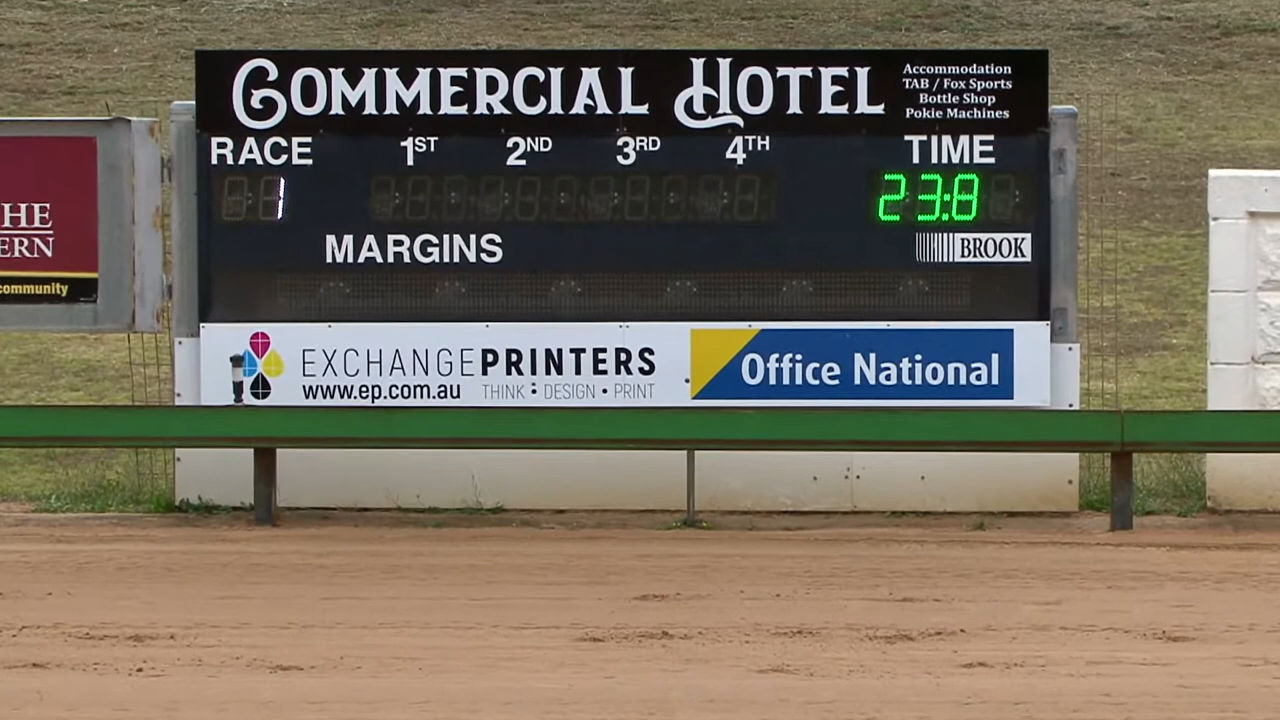 COMMERCIAL HOTEL
Accommodation
TAB / Fox Sports
Bottle Shop
Pokie Machines
RACE 1ST 2ND 3RD 4TH TIME
1 23:8
MARGINS
BROOK
HE
ERN
community
EXCHANGEPRINTERS
www.ep.com.au THINK : DESIGN • PRINT
Office National